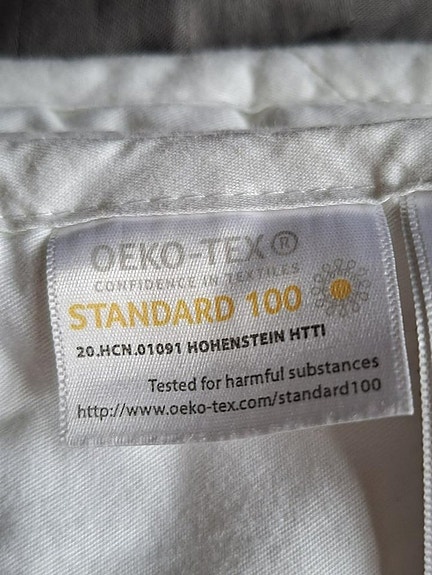 OEKO-TEX®
CONFIDENCE IN TEXTILES
STANDARD 100
20.HCN.01091 HOHENSTEIN HTTI
Tested for harmful substances
http://www.oeko-tex.com/standard100